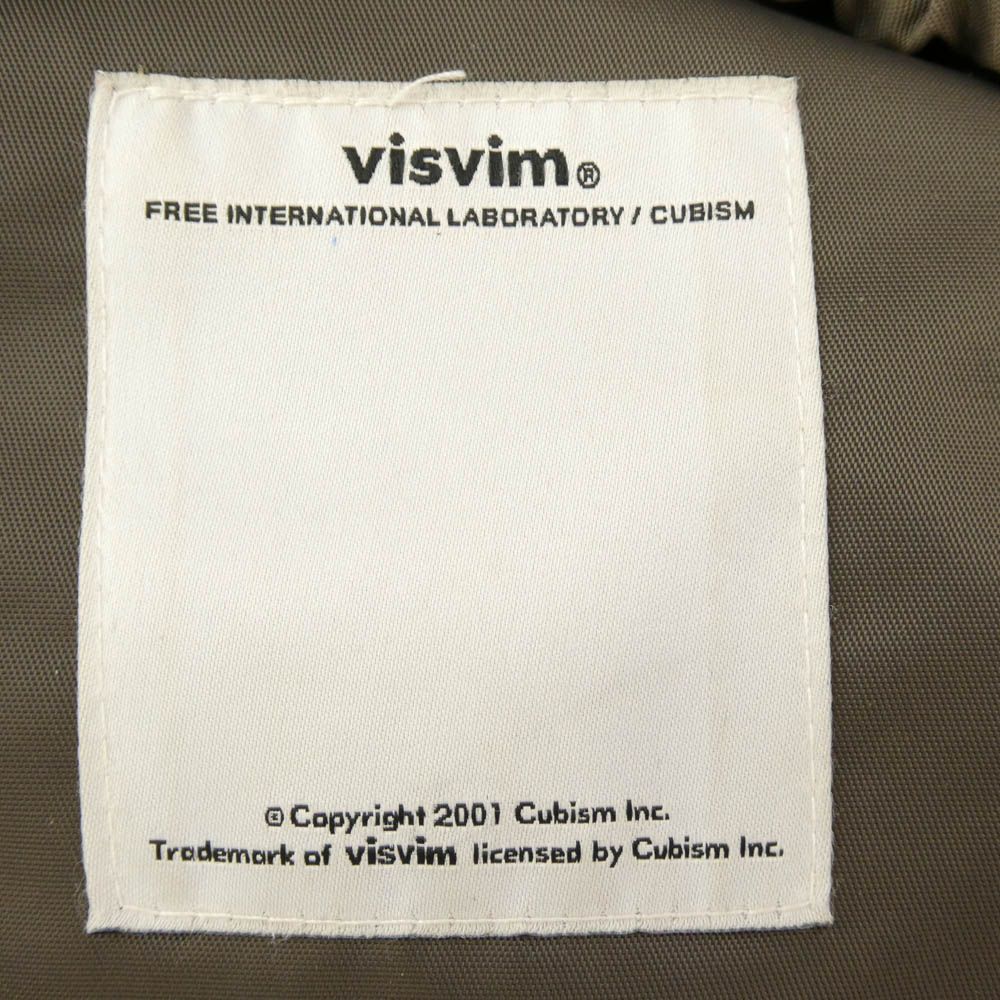 visvim®
FREE INTERNATIONAL LABORATORY / CUBISM
© Copyright 2001 Cubism Inc.
Trademark of visvim licensed by Cubism Inc.